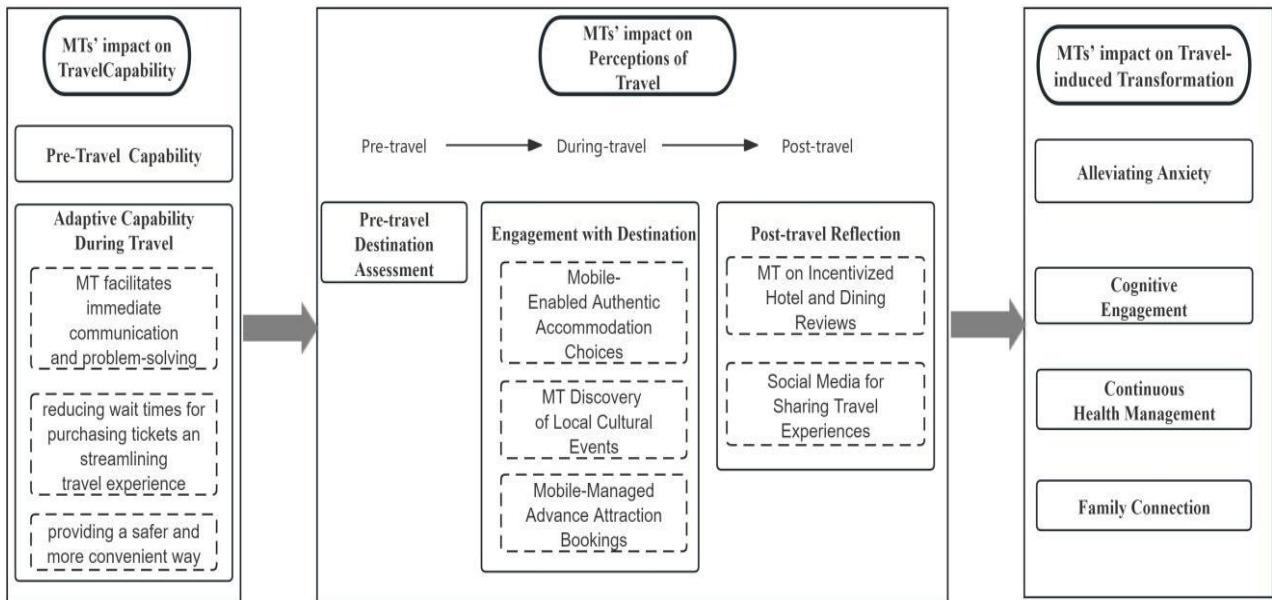 MTs' impact on
TravelCapability
Pre-Travel Capability
Adaptive Capability
During Travel
MT facilitates
immediate
communication
and problem-solving
reducing wait times for
purchasing tickets an
streamlining
travel experience
providing a safer and
more convenient way
MTs' impact on
Perceptions of
Travel
Pre-travel
During-travel
Post-travel
Pre-travel
Destination
Assessment
Engagement with Destination
Mobile-
Enabled Authentic
Accommodation
Choices
MT Discovery
of Local Cultural
Events
Mobile-Managed
Advance Attraction
Bookings
Post-travel Reflection
MT on Incentivized
Hotel and Dining
Reviews
Social Media for
Sharing Travel
Experiences
MTs' impact on Travel-
induced Transformation
Alleviating Anxiety
Cognitive
Engagement
Continuous
Health Management
Family Connection